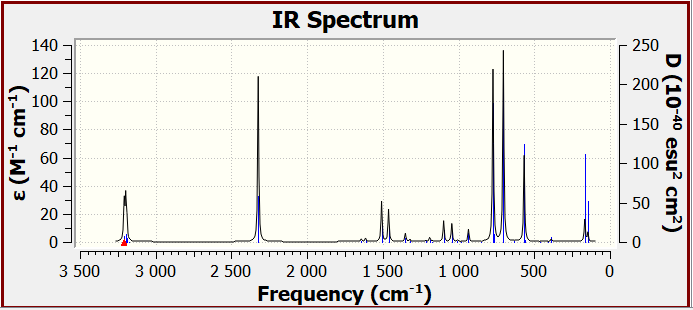 IR Spectrum
140
120
100
80
60
40
20
0
ε (M⁻¹ cm⁻¹)
250
200
150
100
50
0
D (10⁻⁴⁰ esu² cm²)
3 500 3 000 2 500 2 000 1 500 1 000 500 0
Frequency (cm⁻¹)